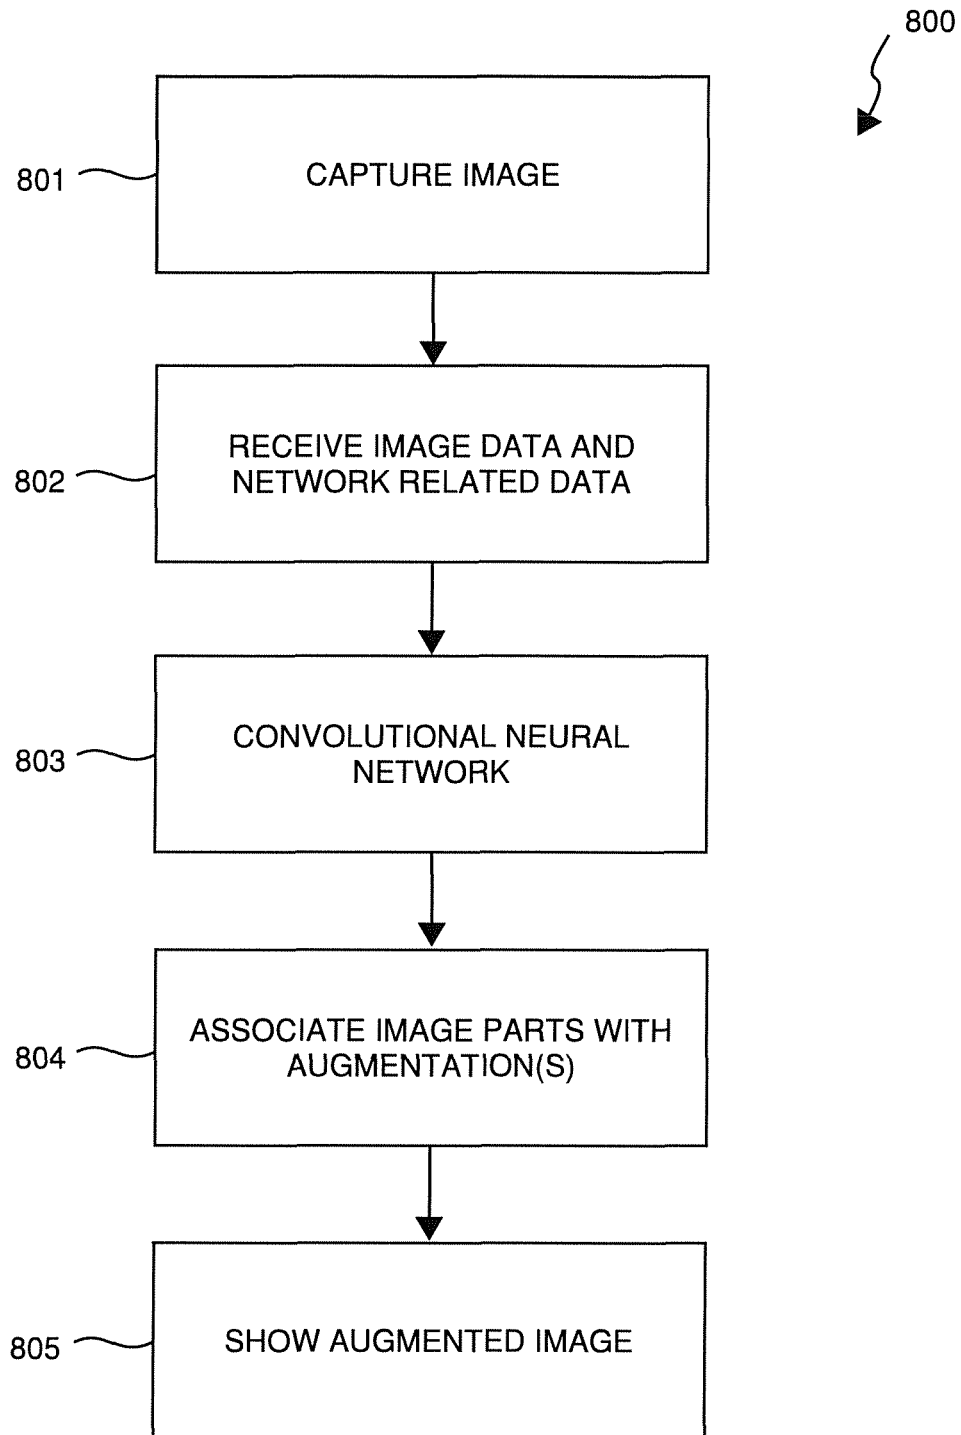 800
801
CAPTURE IMAGE
802
RECEIVE IMAGE DATA AND
NETWORK RELATED DATA
803
CONVOLUTIONAL NEURAL
NETWORK
804
ASSOCIATE IMAGE PARTS WITH
AUGMENTATION(S)
805
SHOW AUGMENTED IMAGE